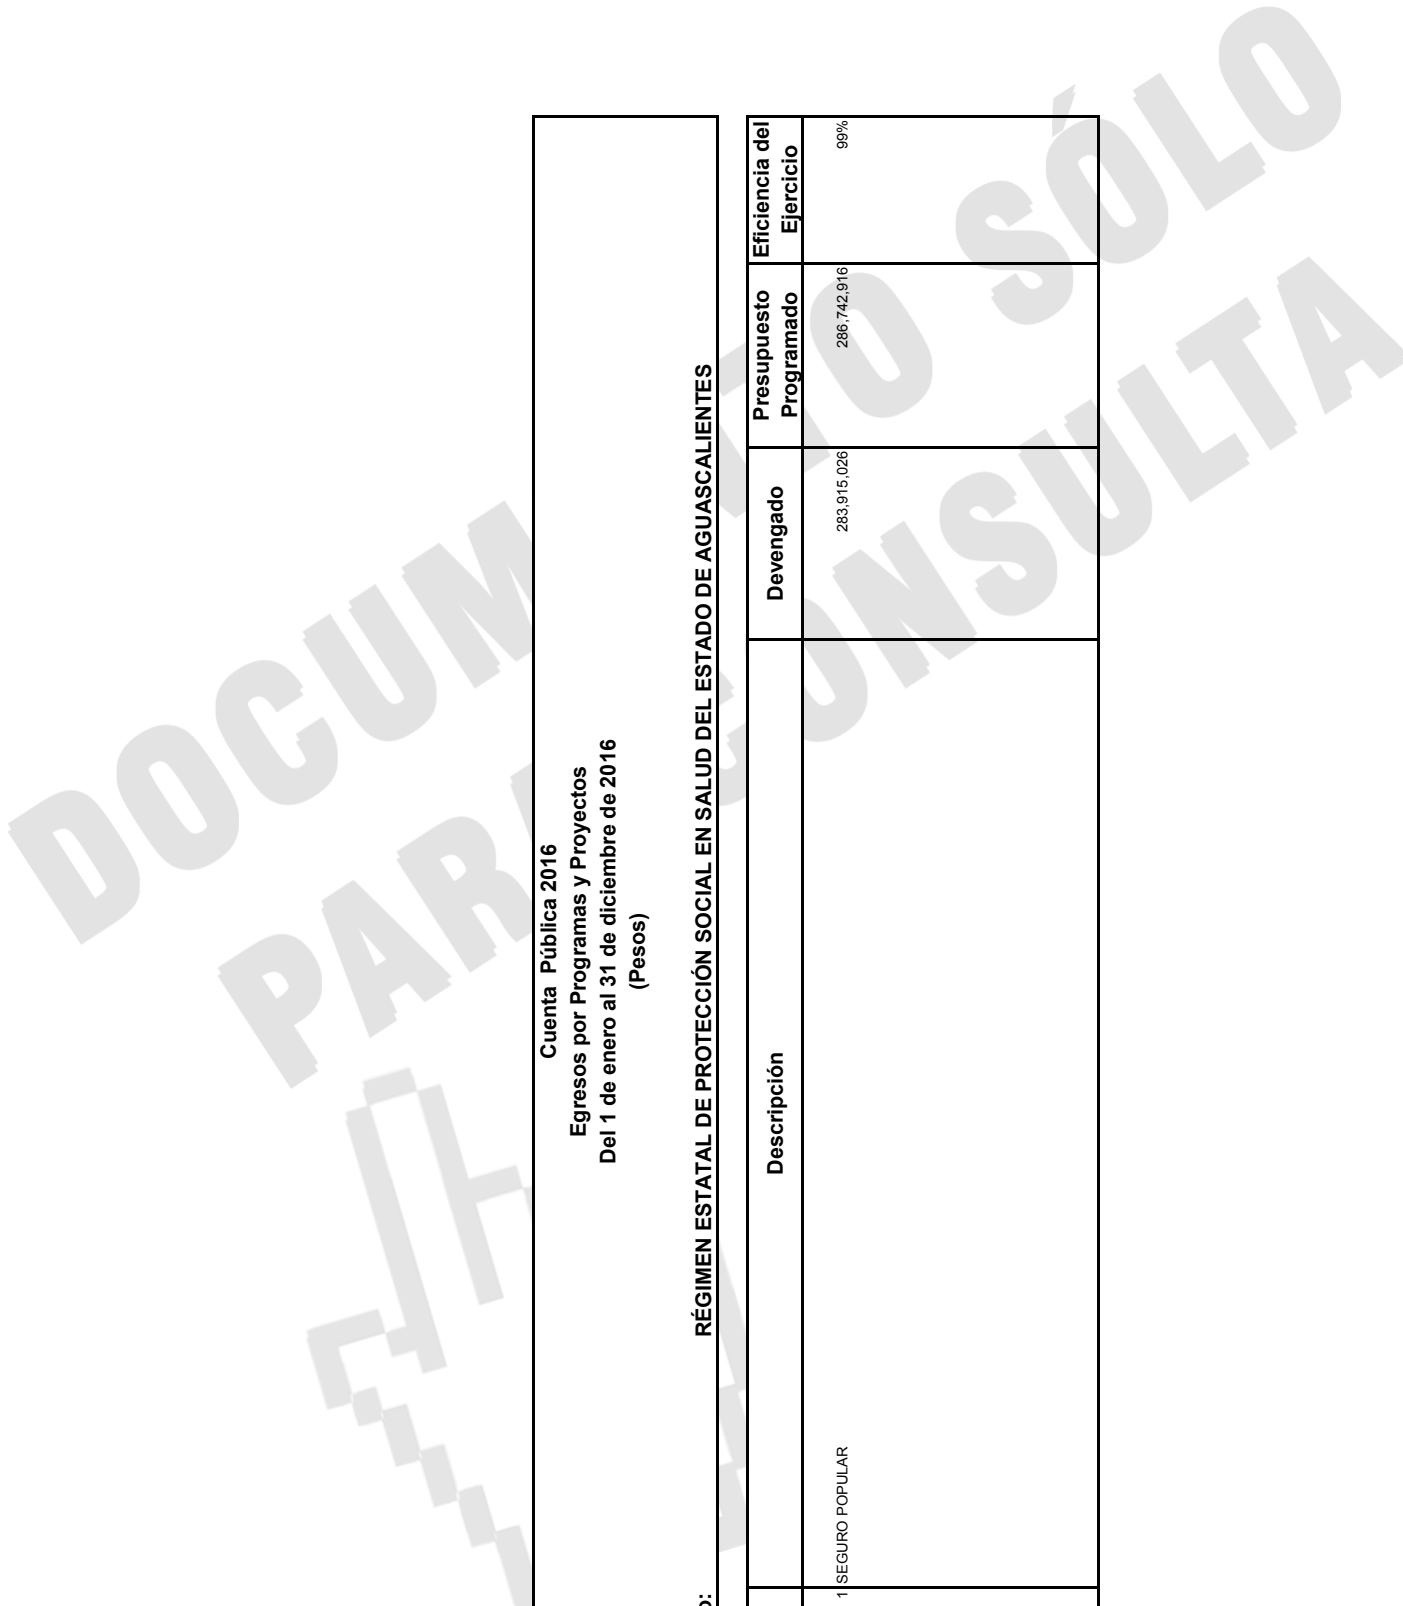 Cuenta Pública 2016
Egresos por Programas y Proyectos
Del 1 de enero al 31 de diciembre de 2016
(Pesos)
RÉGIMEN ESTATAL DE PROTECCIÓN SOCIAL EN SALUD DEL ESTADO DE AGUASCALIENTES
Descripción Devengado Presupuesto Programado Eficiencia del Ejercicio
1 SEGURO POPULAR 283,915,026 286,742,916 99%
DOCUMENTO SÓLO
PARA CONSULTA